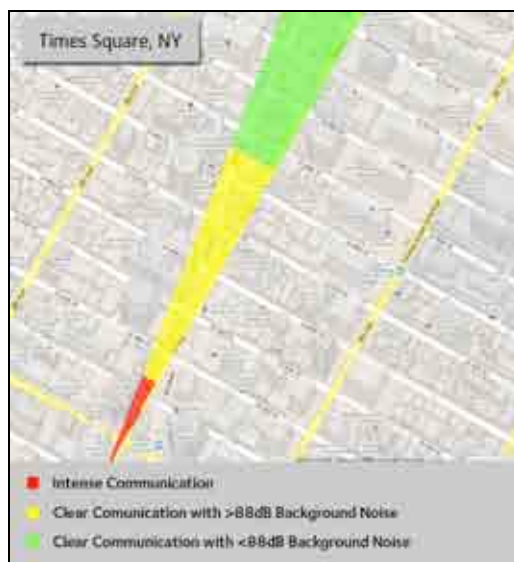 Times Square, NY
Intense Communication
Clear Comunication with >88dB Background Noise
Clear Communication with <88dB Background Noise